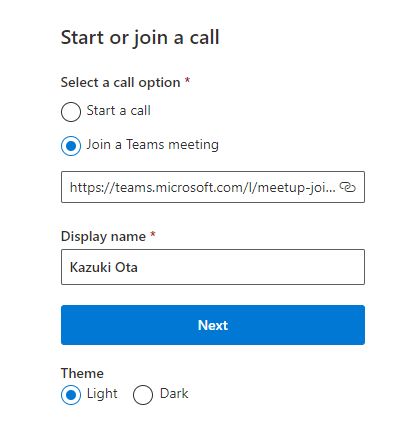 Start or join a call
Select a call option *
Start a call
Join a Teams meeting
https://teams.microsoft.com/l/meetup-joi...
Display name *
Kazuki Ota
Next
Theme
Light Dark